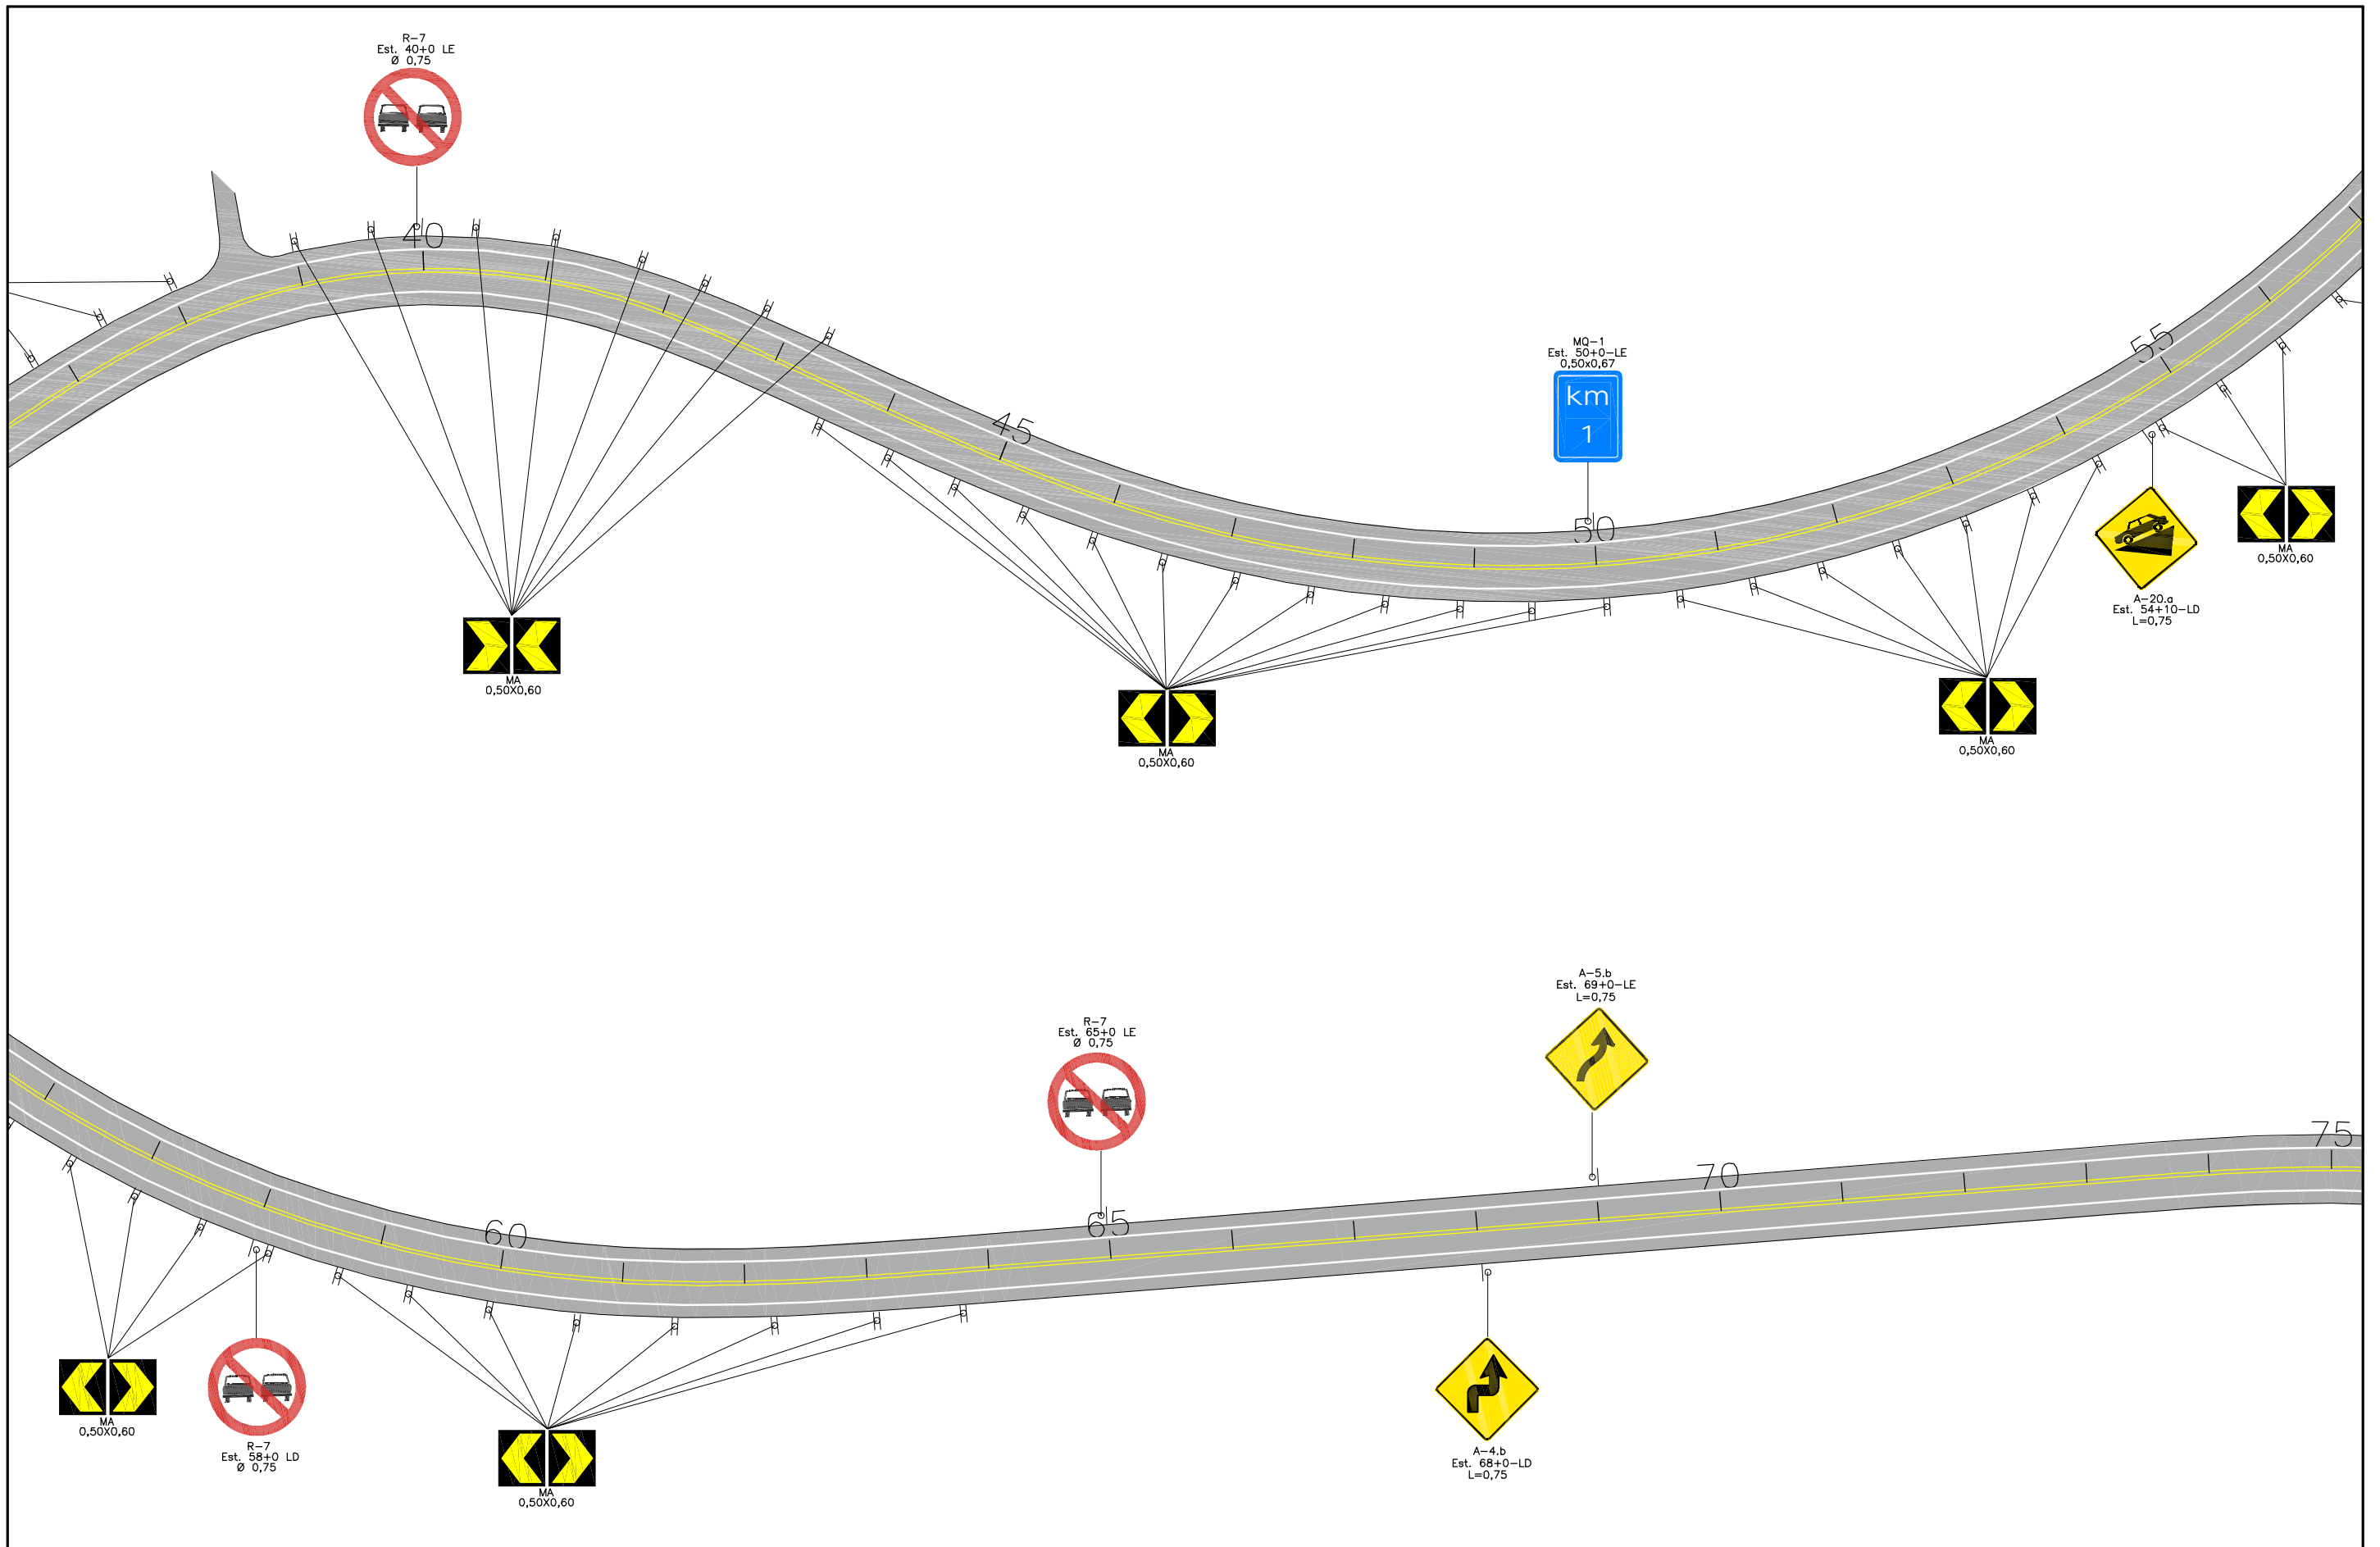 R-7
Est. 40+0 LE
Ø 0,75
40
45
MQ-1
Est. 50+0-LE
0,50x0,67
km
1
50
55
MA
0,50X0,60
A-20.a
Est. 54+10-LD
L=0,75
MA
0,50X0,60
MA
0,50X0,60
MA
0,50X0,60
A-5.b
Est. 69+0-LE
L=0,75
R-7
Est. 65+0 LE
Ø 0,75
60
65
70
75
MA
0,50X0,60
R-7
Est. 58+0 LD
Ø 0,75
A-4.b
Est. 68+0-LD
L=0,75
MA
0,50X0,60